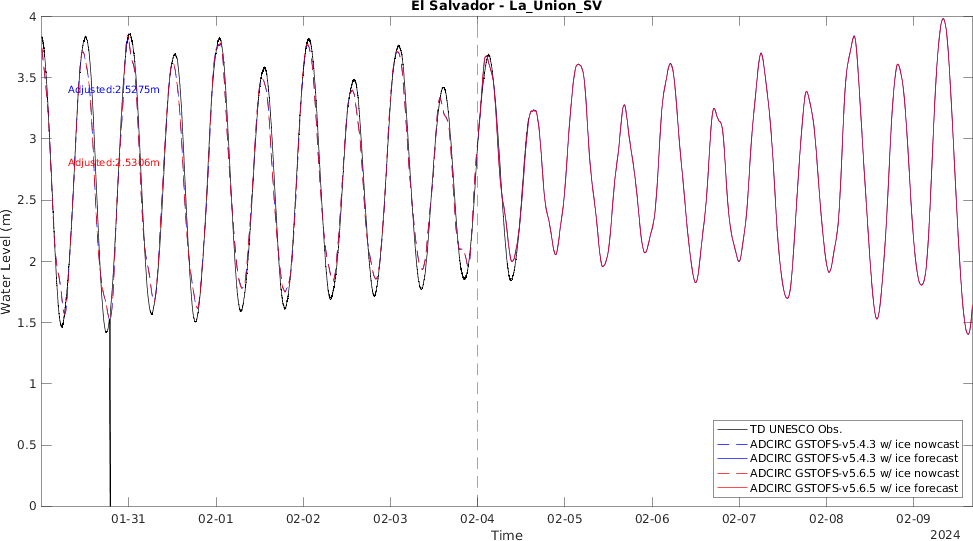 El Salvador - La_Union_SV
4
3.5
3
2.5
2
1.5
1
0.5
0
Water Level (m)
Adjusted:2.5275m
Adjusted:2.5306m
TD UNESCO Obs.
ADCIRC GSTOFS-v5.4.3 w/ ice nowcast
ADCIRC GSTOFS-v5.4.3 w/ ice forecast
ADCIRC GSTOFS-v5.6.5 w/ ice nowcast
ADCIRC GSTOFS-v5.6.5 w/ ice forecast
01-31 02-01 02-02 02-03 02-04 02-05 02-06 02-07 02-08 02-09
Time
2024